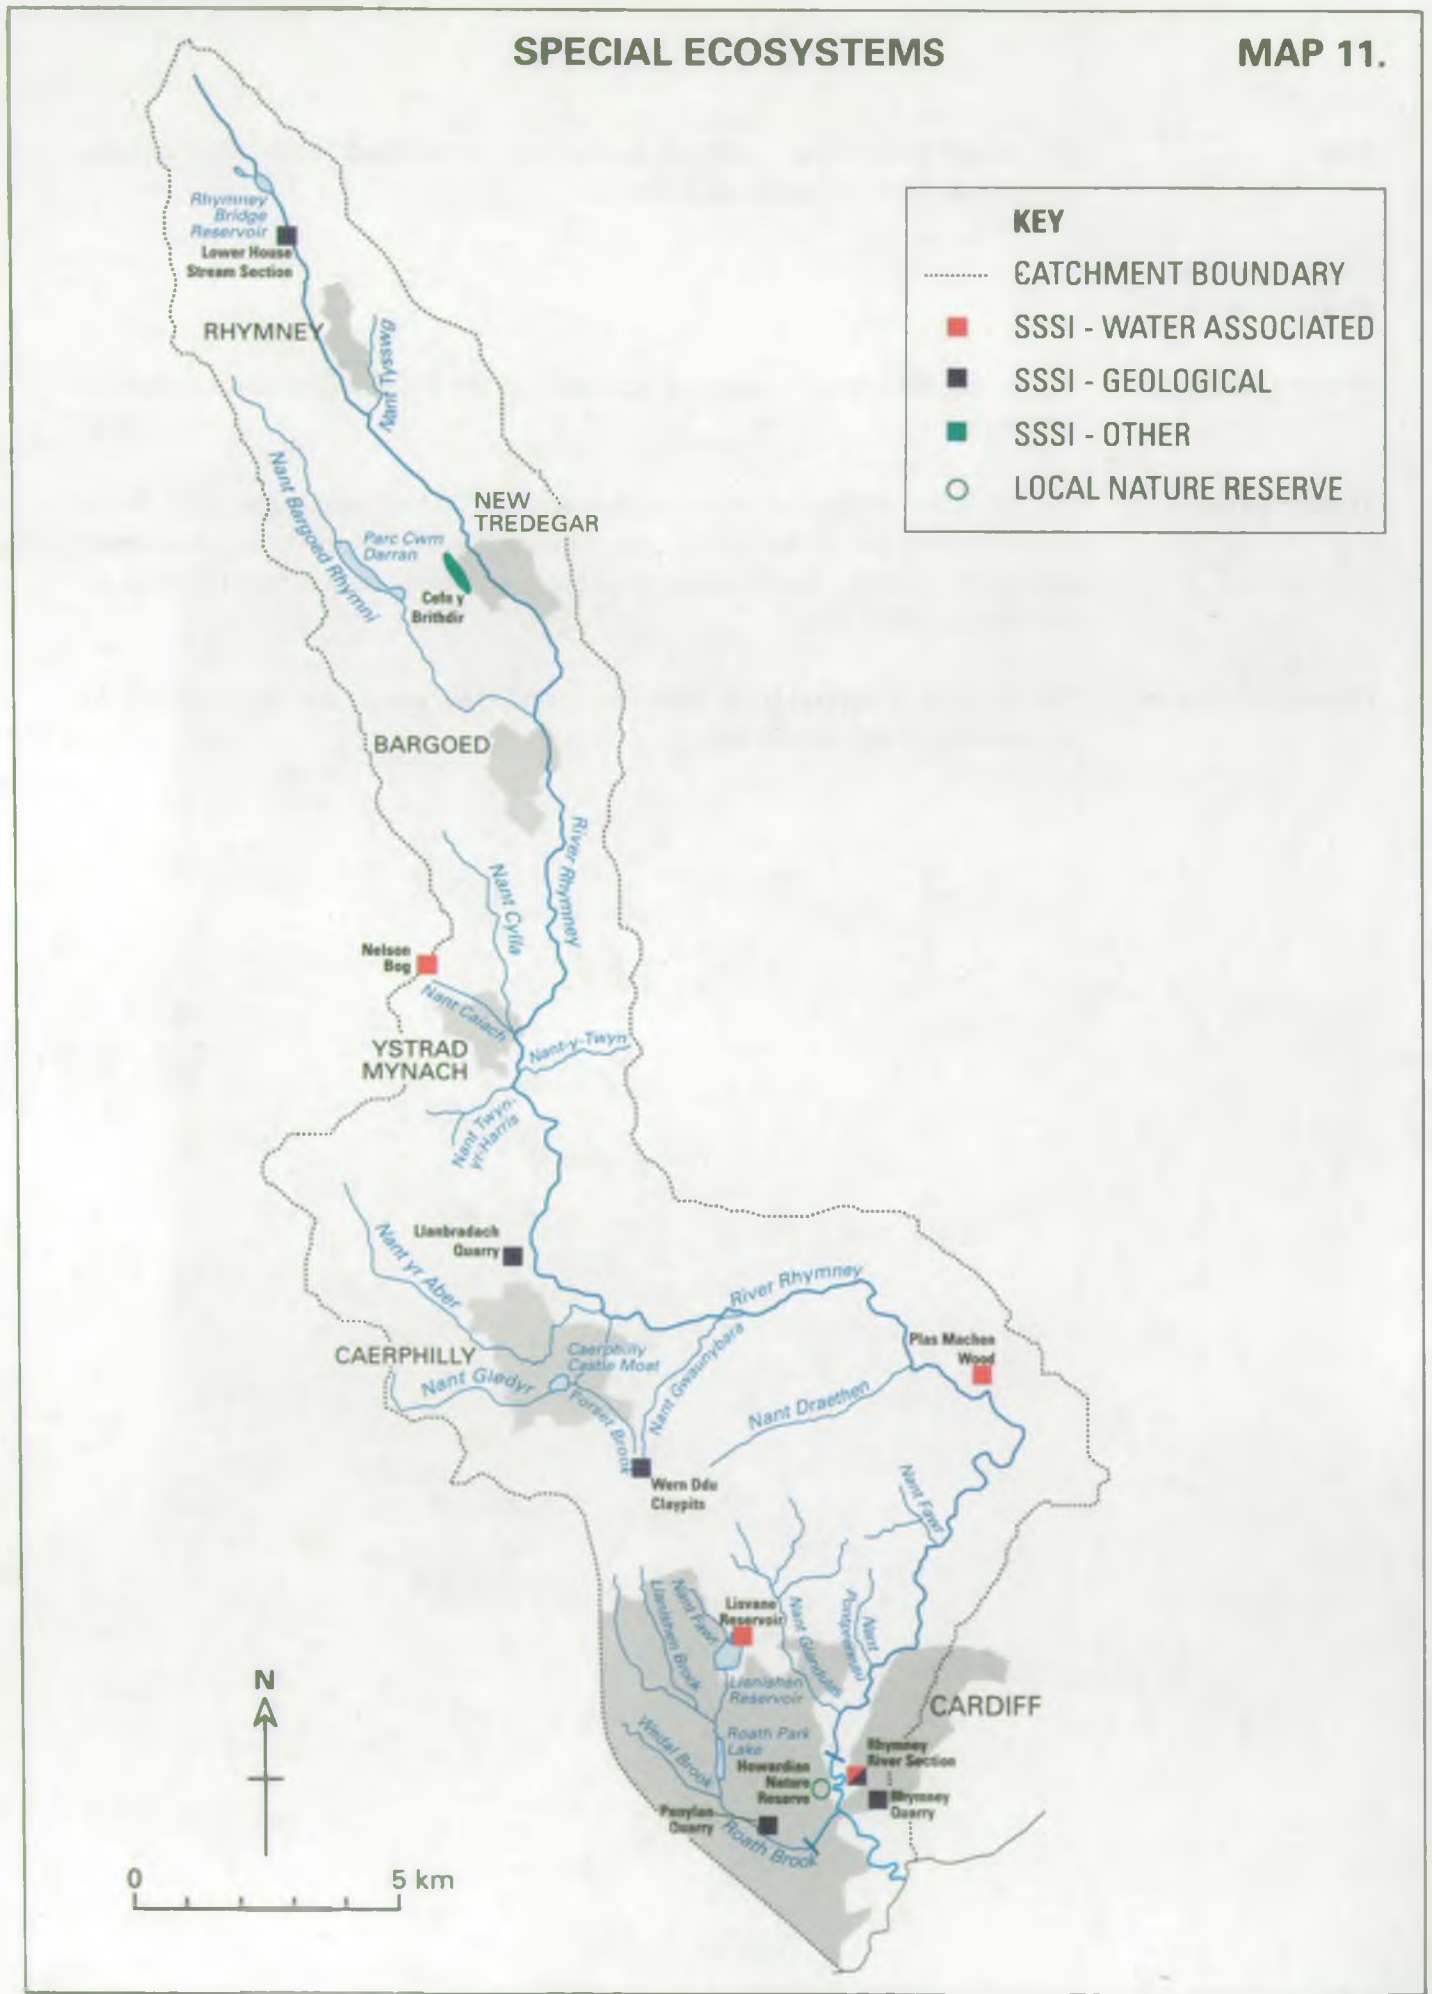 SPECIAL ECOSYSTEMS
MAP 11.
KEY
CATCHMENT BOUNDARY
SSSI - WATER ASSOCIATED
SSSI - GEOLOGICAL
SSSI - OTHER
LOCAL NATURE RESERVE
Rhymney
Bridge
Reservoir
Lower House
Stream Section
RHYMNEY
Nant Tysswg
Nant Bargoed Rhymni
NEW
TREDEGAR
Parc Cwm
Darran
Cefn y
Brithdir
BARGOED
River Rhymney
Nant Cylla
Nelson
Bog
Nant Caiach
YSTRAD
MYNACH
Nant-y-Twyn
Nant Twyn-
yr-Harris
Llanbradach
Quarry
Nant yr Aber
River Rhymney
CAERPHILLY
Caerphilly
Castle Moat
Nant Gledyr
Porset Brook
Nant Gwaunybara
Plas Machen
Wood
Nant Draethen
Wern Ddu
Claypits
Nant Fawr
Nant Fawr
Llanishen Brook
Lisvane
Reservoir
Nant Glandulas
Nant
Pontprennau
Llanishen
Reservoir
CARDIFF
Roath Park
Lake
Wedal Brook
Howardian
Nature
Reserve
Rhymney
River Section
Rhymney
Quarry
Penylan
Quarry
Roath Brook
N
0
5 km